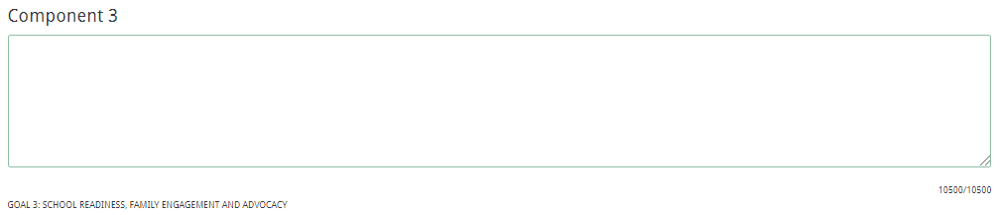 Component 3
10500/10500
GOAL 3: SCHOOL READINESS, FAMILY ENGAGEMENT AND ADVOCACY